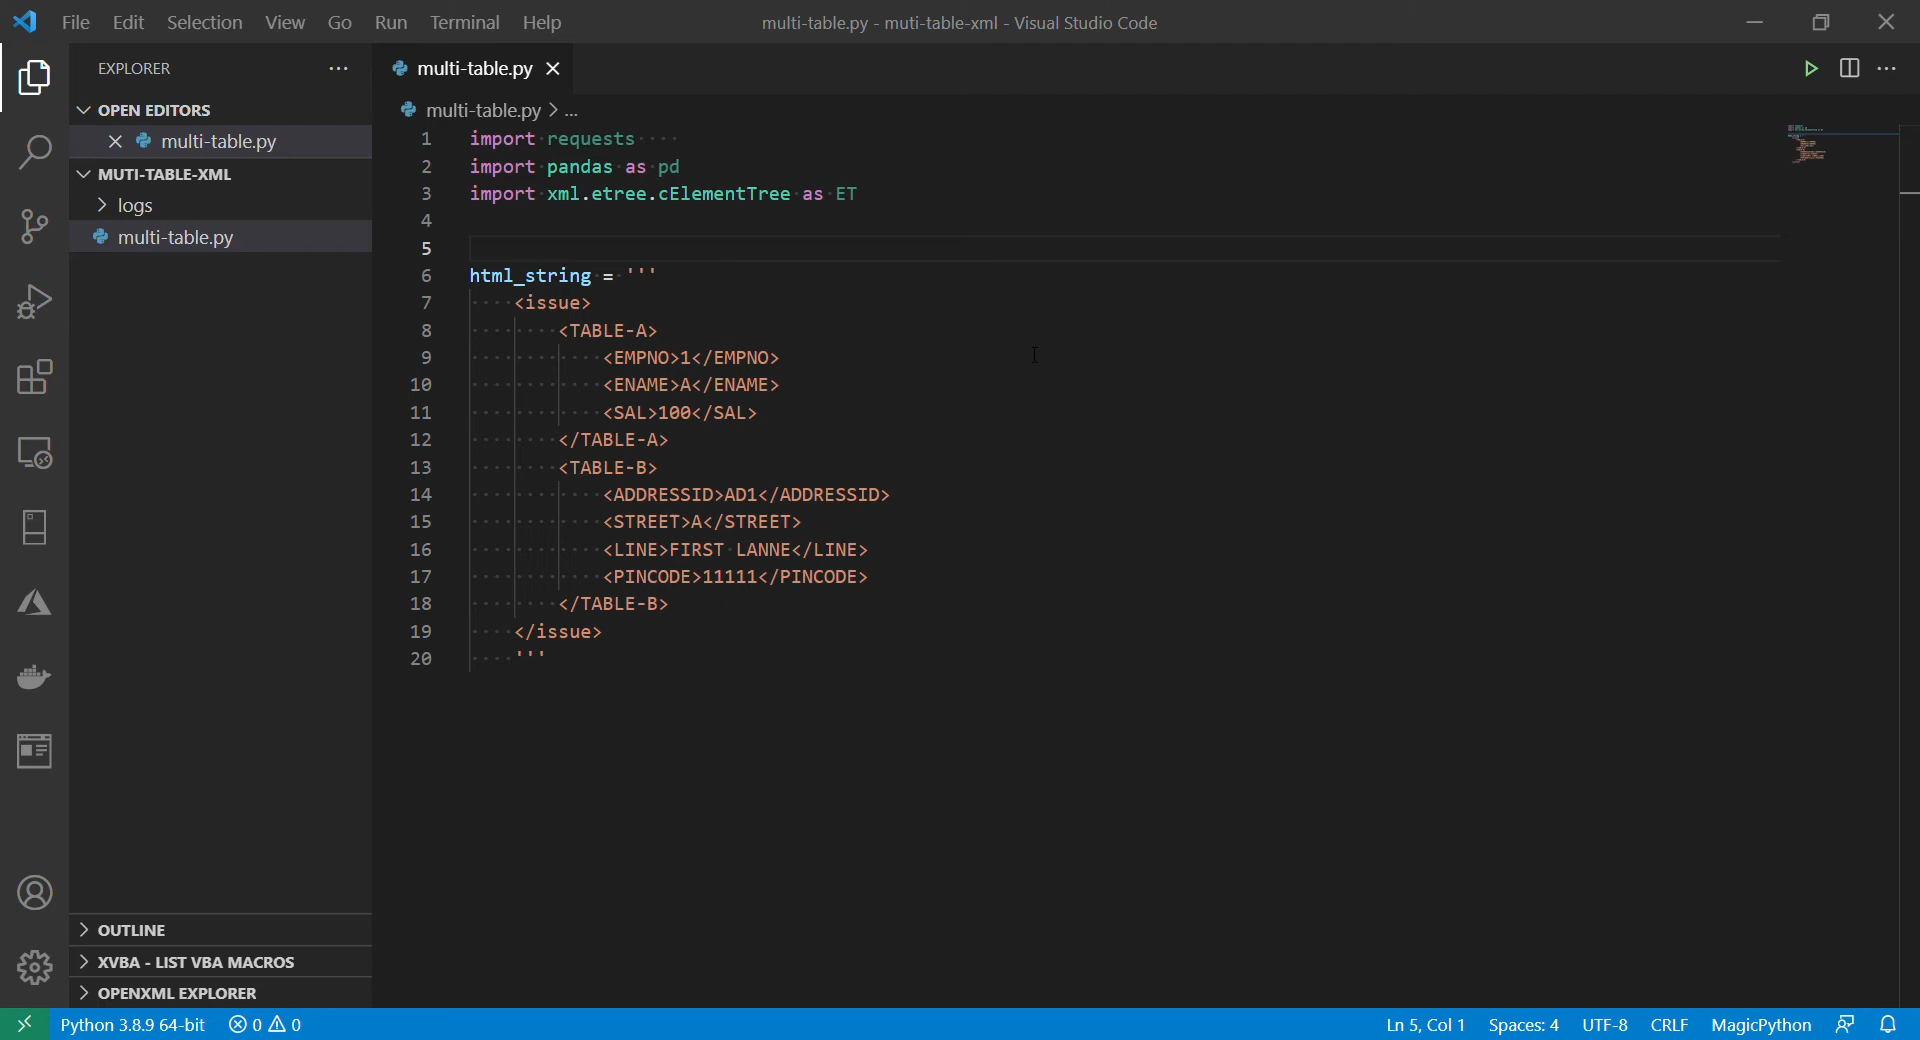 File Edit Selection View Go Run Terminal Help
multi-table.py - muti-table-xml - Visual Studio Code
EXPLORER
OPEN EDITORS
multi-table.py
MUTI-TABLE-XML
logs
multi-table.py
OUTLINE
XVBA - LIST VBA MACROS
OPENXML EXPLORER
multi-table.py
multi-table.py > ...
1 import requests
2 import pandas as pd
3 import xml.etree.cElementTree as ET
4
5
6 html_string = '''
7 <issue>
8 <TABLE-A>
9 <EMPNO>1</EMPNO>
10 <ENAME>A</ENAME>
11 <SAL>100</SAL>
12 </TABLE-A>
13 <TABLE-B>
14 <ADDRESSID>AD1</ADDRESSID>
15 <STREET>A</STREET>
16 <LINE>FIRST LANNE</LINE>
17 <PINCODE>11111</PINCODE>
18 </TABLE-B>
19 </issue>
20 '''
Python 3.8.9 64-bit 0 0 Ln 5, Col 1 Spaces: 4 UTF-8 CRLF MagicPython